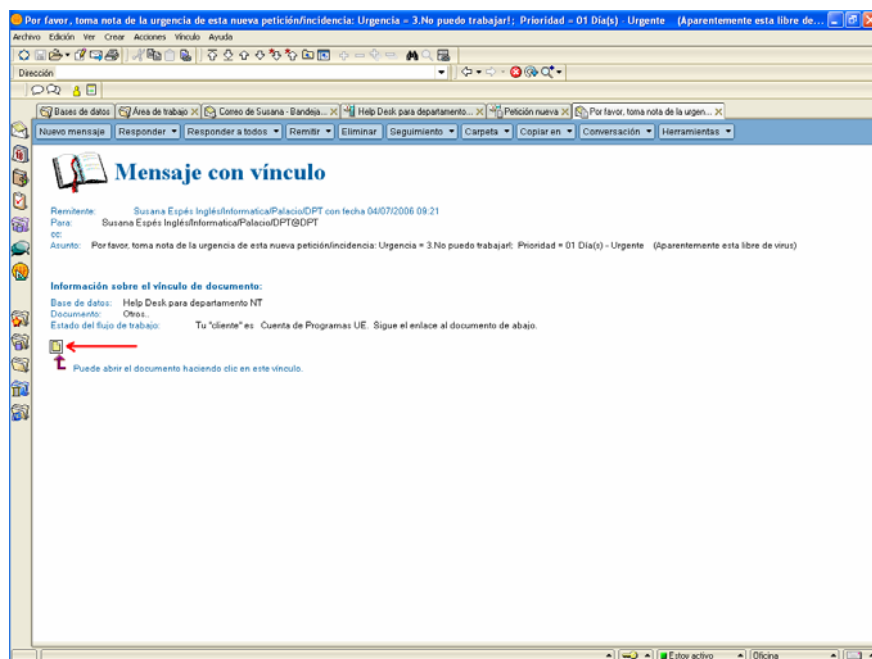 Por favor, toma nota de la urgencia de esta nueva petición/incidencia: Urgencia = 3.No puedo trabajar!; Prioridad = 01 Día(s) - Urgente (Aparentemente esta libre de...
Archivo Edición Ver Crear Acciones Vínculo Ayuda
Dirección
Bases de datos Área de trabajo Correo de Susana - Bandeja... Help Desk para departamento... Petición nueva Por favor, toma nota de la urgen...
Nuevo mensaje Responder Responder a todos Remitir Eliminar Seguimiento Carpeta Copiar en Conversación Herramientas
Mensaje con vínculo
Remitente: Susana Espés Inglés/Informatica/Palacio/DPT con fecha 04/07/2006 09:21
Para: Susana Espés Inglés/Informatica/Palacio/DPT@DPT
cc:
Asunto: Por favor, toma nota de la urgencia de esta nueva petición/incidencia: Urgencia = 3.No puedo trabajar!; Prioridad = 01 Día(s) - Urgente (Aparentemente esta libre de virus)
Información sobre el vínculo de documento:
Base de datos: Help Desk para departamento NT
Documento: Otros..
Estado del flujo de trabajo: Tu "cliente" es Cuenta de Programas UE. Sigue el enlace al documento de abajo.
Puede abrir el documento haciendo clic en este vínculo.
Estoy activo Oficina